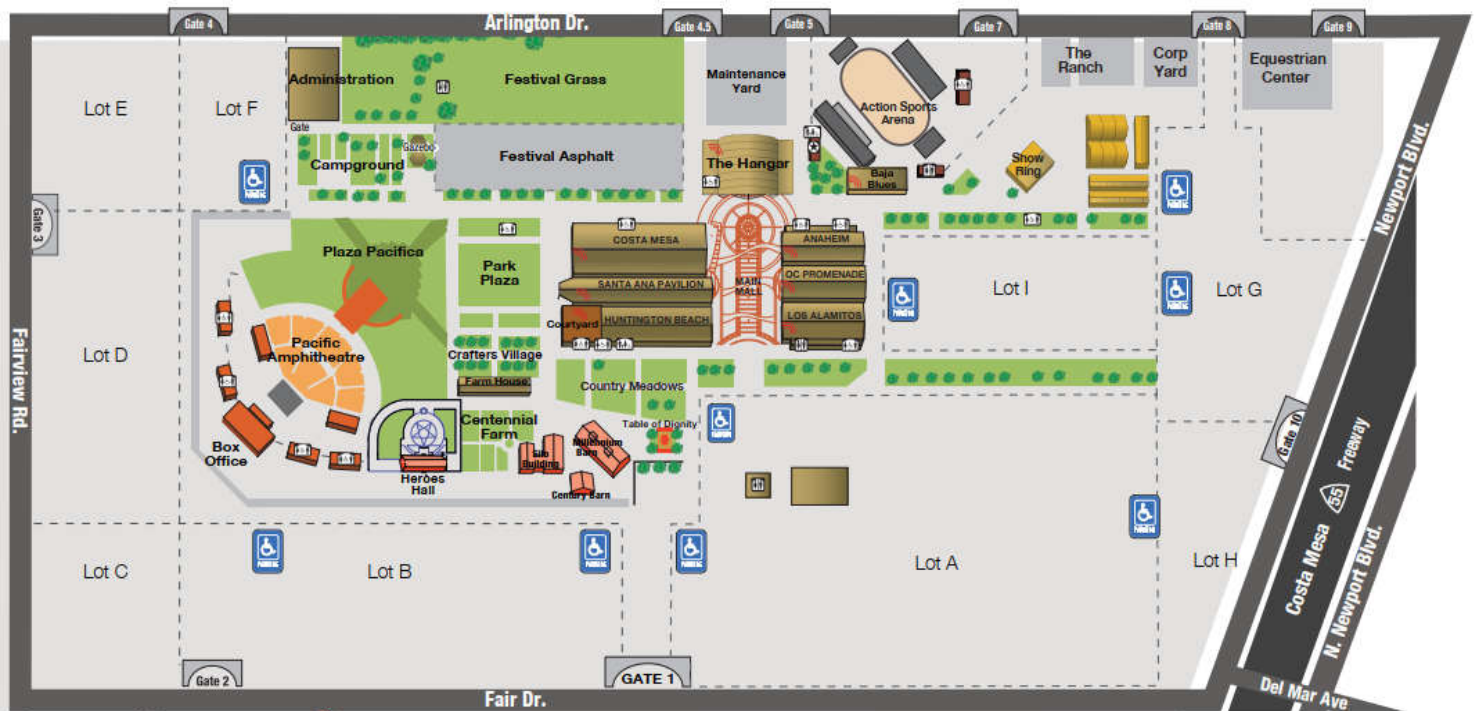 Gate 4
Arlington Dr.
Gate 4.5
Gate 5
Gate 7
Gate 8
Gate 9
Administration
Festival Grass
Maintenance
Yard
The
Ranch
Corp
Yard
Equestrian
Center
Lot E
Lot F
Action Sports
Arena
Gate
Gazebo
Campground
Festival Asphalt
The Hangar
Baja
Blues
Show
Ring
Newport Blvd.
Gate 3
Plaza Pacifica
Park
Plaza
COSTA MESA
SANTA ANA PAVILION
HUNTINGTON BEACH
Courtyard
MAIN
MALL
ANAHEIM
OC PROMENADE
LOS ALAMITOS
Lot I
Lot G
Fairview Rd.
Lot D
Pacific
Amphitheatre
Crafters Village
Farm House
Country Meadows
Centennial
Farm
Table of Dignity
Box
Office
Heroes
Hall
Silo
Building
Millennium
Barn
Century Barn
Gate 10
Costa Mesa 55 Freeway
N. Newport Blvd.
Lot C
Lot B
Lot A
Lot H
Gate 2
GATE 1
Fair Dr.
Del Mar Ave